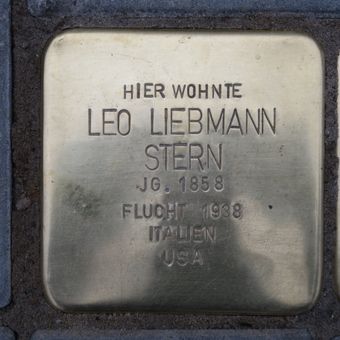 HIER WOHNTE
LEO LIEBMANN
STERN
JG. 1858
FLUCHT 1938
ITALIEN
USA